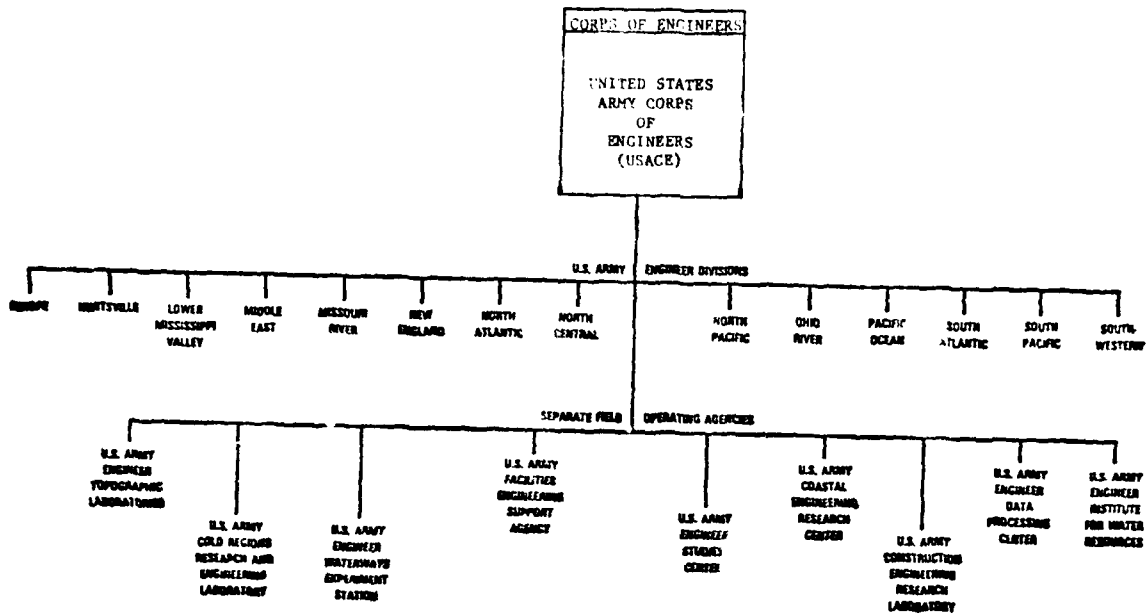 CORPS OF ENGINEERS
UNITED STATES
ARMY CORPS
OF
ENGINEERS
(USACE)
U.S. ARMY ENGINEER DIVISIONS
EUROPE
HUNTSVILLE
LOWER
MISSISSIPPI
VALLEY
MIDDLE
EAST
MISSOURI
RIVER
NEW
ENGLAND
NORTH
ATLANTIC
NORTH
CENTRAL
NORTH
PACIFIC
OHIO
RIVER
PACIFIC
OCEAN
SOUTH
ATLANTIC
SOUTH
PACIFIC
SOUTH-
WESTERN
SEPARATE FIELD OPERATING AGENCIES
U.S. ARMY
ENGINEER
TOPOGRAPHIC
LABORATORIES
U.S. ARMY
COLD REGIONS
RESEARCH AND
ENGINEERING
LABORATORY
U.S. ARMY
ENGINEER
WATERWAYS
EXPERIMENT
STATION
U.S. ARMY
FACILITIES
ENGINEERING
SUPPORT
AGENCY
U.S. ARMY
ENGINEER
STUDIES
CENTER
U.S. ARMY
COASTAL
ENGINEERING
RESEARCH
CENTER
U.S. ARMY
CONSTRUCTION
ENGINEERING
RESEARCH
LABORATORY
U.S. ARMY
ENGINEER
DATA
PROCESSING
CENTER
U.S. ARMY
ENGINEER
INSTITUTE
FOR WATER
RESOURCES